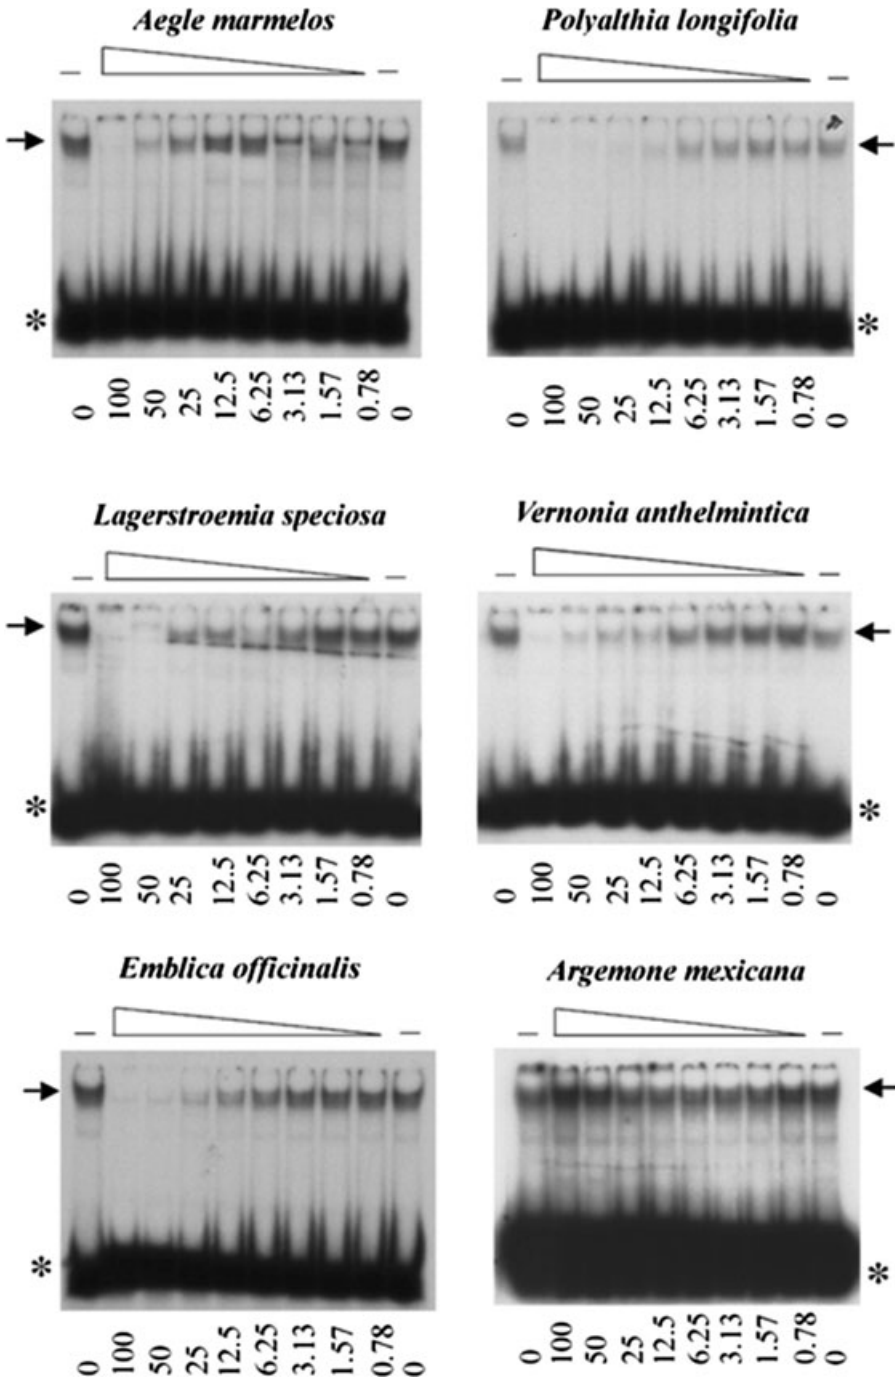 Aegle marmelos
Polyalthia longifolia
— —
— —
*
*
0 100 50 25 12.5 6.25 3.13 1.57 0.78 0
0 100 50 25 12.5 6.25 3.13 1.57 0.78 0
Lagerstroemia speciosa
Vernonia anthelmintica
— —
— —
*
*
0 100 50 25 12.5 6.25 3.13 1.57 0.78 0
0 100 50 25 12.5 6.25 3.13 1.57 0.78 0
Emblica officinalis
Argemone mexicana
— —
— —
*
*
0 100 50 25 12.5 6.25 3.13 1.57 0.78 0
0 100 50 25 12.5 6.25 3.13 1.57 0.78 0